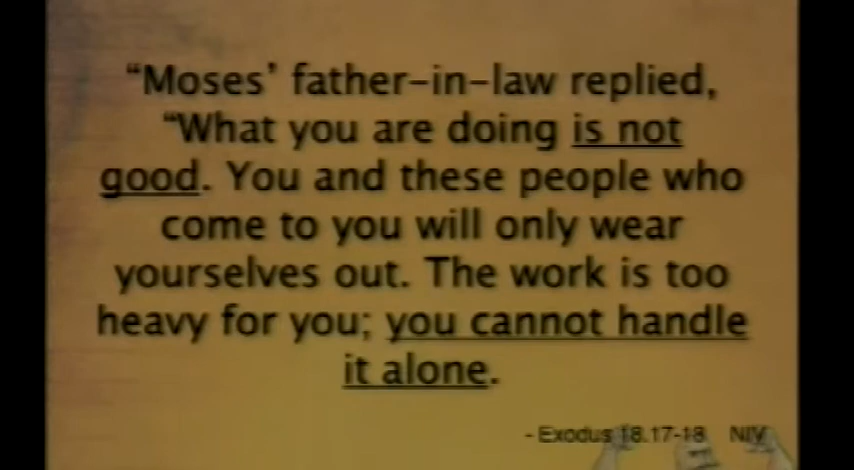 “Moses’ father-in-law replied,
“What you are doing is not
good. You and these people who
come to you will only wear
yourselves out. The work is too
heavy for you; you cannot handle
it alone.
- Exodus 18.17-18 NIV